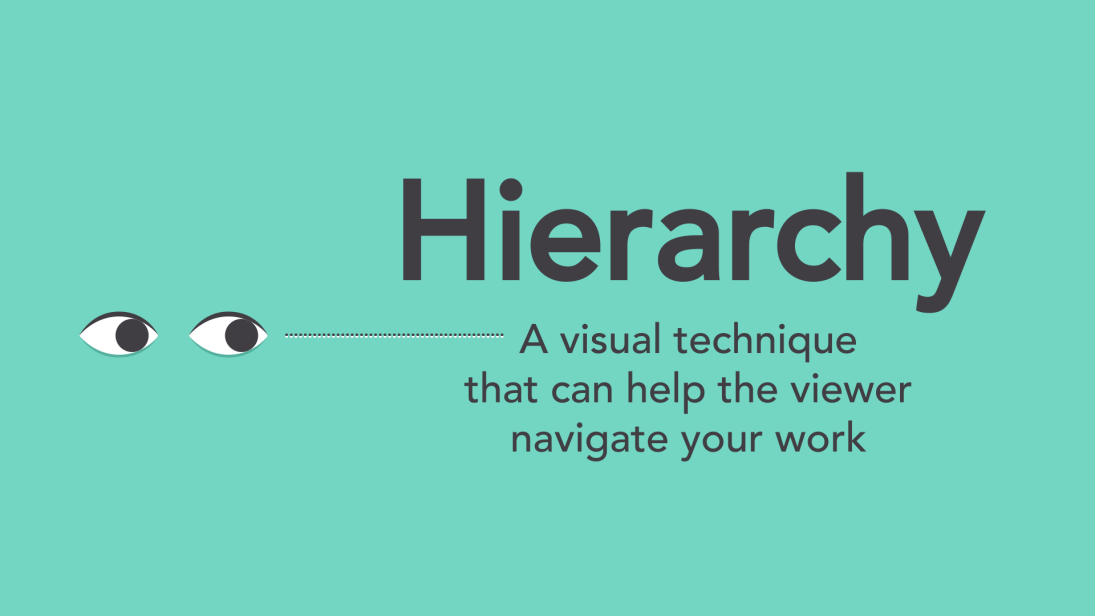 Hierarchy
A visual technique
that can help the viewer
navigate your work